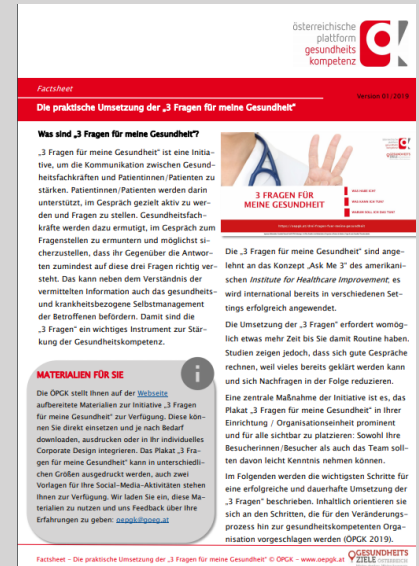 österreichische
plattform
gesundheits
kompetenz
Factsheet
Version 01/2019
Die praktische Umsetzung der „3 Fragen für meine Gesundheit“
Was sind „3 Fragen für meine Gesundheit“?
„3 Fragen für meine Gesundheit“ ist eine Initia-
tive, um die Kommunikation zwischen Gesund-
heitsfachkräften und Patientinnen/Patienten zu
stärken. Patientinnen/Patienten werden darin
unterstützt, im Gespräch gezielt aktiv zu wer-
den und Fragen zu stellen. Gesundheitsfach-
kräfte werden dazu ermutigt, im Gespräch zum
Fragenstellen zu ermuntern und möglichst si-
cherzustellen, dass ihr Gegenüber die Antwor-
ten zumindest auf diese drei Fragen richtig ver-
steht. Das kann neben dem Verständnis der
vermittelten Information auch das gesundheits-
und krankheitsbezogene Selbstmanagement
der Betroffenen befördern. Damit sind die
„3 Fragen“ ein wichtiges Instrument zur Stär-
kung der Gesundheitskompetenz.
MATERIALIEN FÜR SIE
i
Die ÖPGK stellt Ihnen auf der Webseite
aufbereitete Materialien zur Initiative „3 Fragen
für meine Gesundheit“ zur Verfügung. Diese kön-
nen Sie direkt einsetzen und je nach Bedarf
downloaden, ausdrucken oder in Ihr individuelles
Corporate Design integrieren. Das Plakat „3 Fra-
gen für meine Gesundheit“ kann in unterschiedli-
chen Größen ausgedruckt werden, auch zwei
Vorlagen für Ihre Social-Media-Aktivitäten stehen
Ihnen zur Verfügung. Wir laden Sie ein, diese Ma-
terialien zu nutzen und uns Feedback über Ihre
Erfahrungen zu geben: oepgk@goeg.at
3 FRAGEN FÜR
MEINE GESUNDHEIT
Die „3 Fragen für meine Gesundheit“ sind ange-
lehnt an das Konzept „Ask Me 3“ des amerikani-
schen Institute for Healthcare Improvement; es
wird international bereits in verschiedenen Set-
tings erfolgreich angewendet.
Die Umsetzung der „3 Fragen“ erfordert womög-
lich etwas mehr Zeit bis Sie damit Routine haben.
Studien zeigen jedoch, dass sich gute Gespräche
rechnen, weil vieles bereits geklärt werden kann
und sich Nachfragen in der Folge reduzieren.
Eine zentrale Maßnahme der Initiative ist es, das
Plakat „3 Fragen für meine Gesundheit“ in Ihrer
Einrichtung / Organisationseinheit prominent
und für alle sichtbar zu platzieren: Sowohl Ihre
Besucherinnen/Besucher als auch das Team soll-
ten davon leicht Kenntnis nehmen können.
Im Folgenden werden die wichtigsten Schritte für
eine erfolgreiche und dauerhafte Umsetzung der
„3 Fragen“ beschrieben. Inhaltlich orientieren sie
sich an den Schritten, die für den Veränderungs-
prozess hin zur gesundheitskompetenten Orga-
nisation vorgeschlagen werden (ÖPGK 2019).
Factsheet – Die praktische Umsetzung der „3 Fragen für meine Gesundheit“ © ÖPGK – www.oepgk.at
GESUNDHEITS
ZIELE ÖSTERREICH